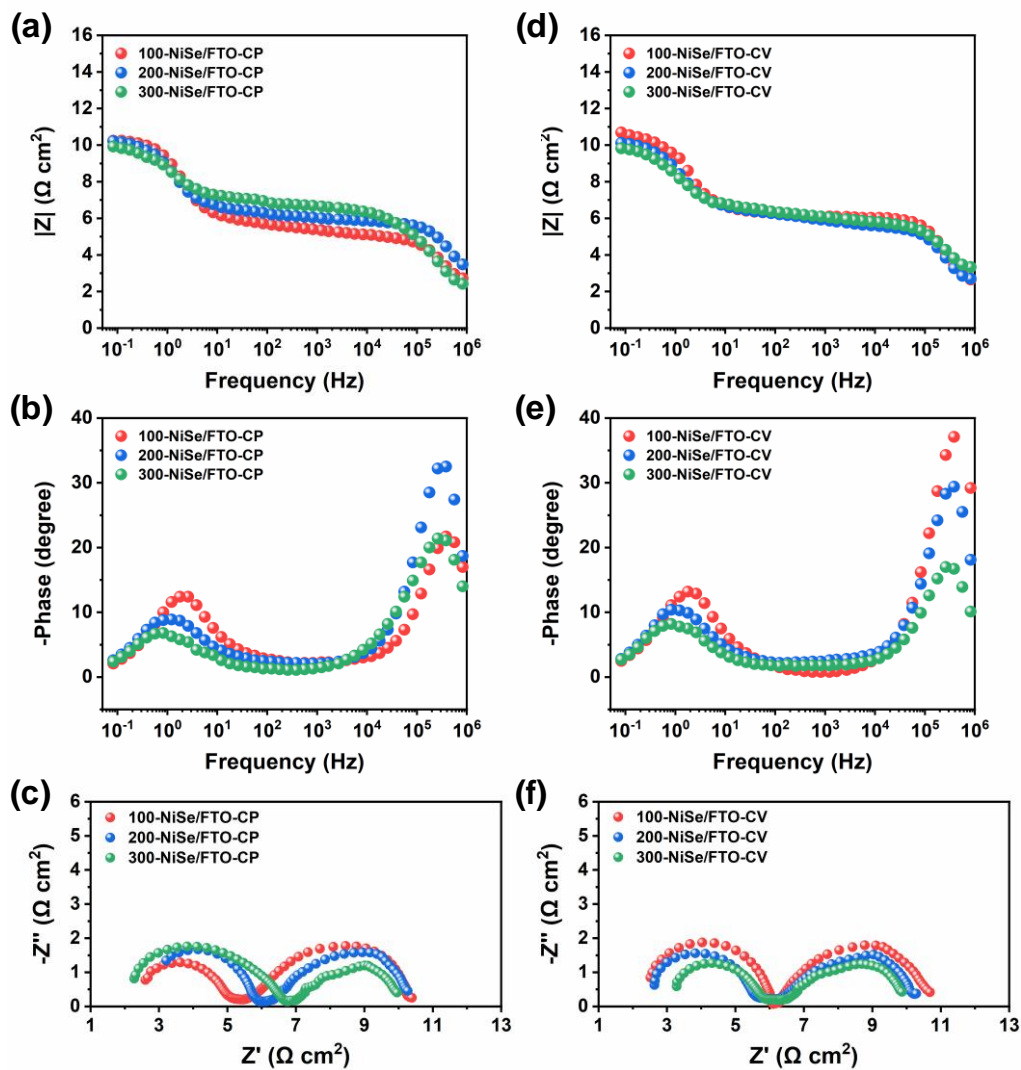 (a)
16
14
12
10
8
6
4
2
0
|Z| (Ω cm²)
100-NiSe/FTO-CP
200-NiSe/FTO-CP
300-NiSe/FTO-CP
10⁻¹ 10⁰ 10¹ 10² 10³ 10⁴ 10⁵ 10⁶
Frequency (Hz)
(d)
16
14
12
10
8
6
4
2
0
|Z| (Ω cm²)
100-NiSe/FTO-CV
200-NiSe/FTO-CV
300-NiSe/FTO-CV
10⁻¹ 10⁰ 10¹ 10² 10³ 10⁴ 10⁵ 10⁶
Frequency (Hz)
(b)
40
30
20
10
0
-Phase (degree)
100-NiSe/FTO-CP
200-NiSe/FTO-CP
300-NiSe/FTO-CP
10⁻¹ 10⁰ 10¹ 10² 10³ 10⁴ 10⁵ 10⁶
Frequency (Hz)
(e)
40
30
20
10
0
-Phase (degree)
100-NiSe/FTO-CV
200-NiSe/FTO-CV
300-NiSe/FTO-CV
10⁻¹ 10⁰ 10¹ 10² 10³ 10⁴ 10⁵ 10⁶
Frequency (Hz)
(c)
6
5
4
3
2
1
0
-Z'' (Ω cm²)
100-NiSe/FTO-CP
200-NiSe/FTO-CP
300-NiSe/FTO-CP
1 3 5 7 9 11 13
Z' (Ω cm²)
(f)
6
5
4
3
2
1
0
-Z'' (Ω cm²)
100-NiSe/FTO-CV
200-NiSe/FTO-CV
300-NiSe/FTO-CV
1 3 5 7 9 11 13
Z' (Ω cm²)